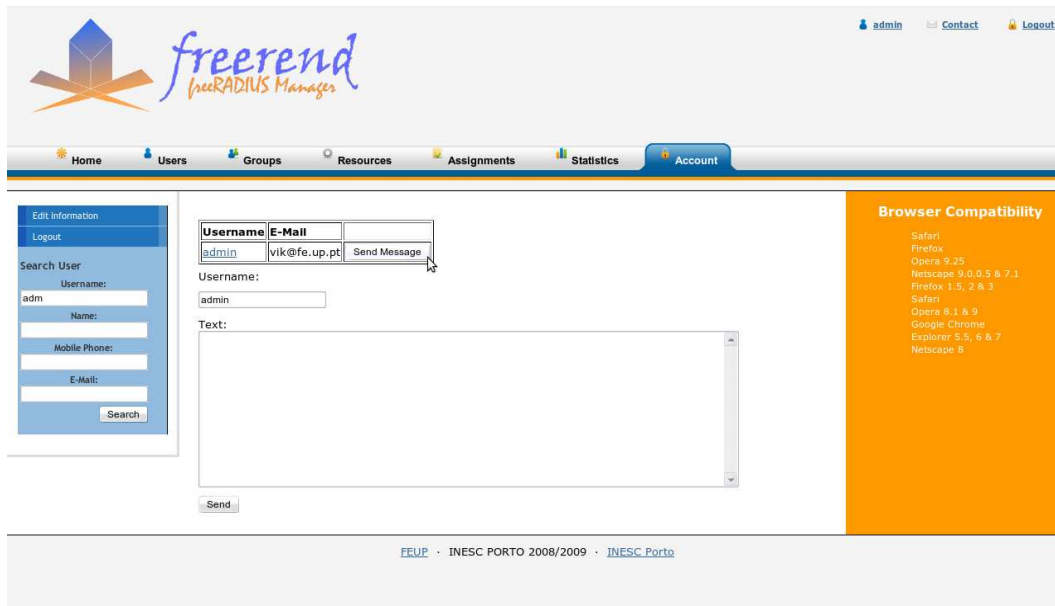 admin Contact Logout
freerend
freeRADIUS Manager
Home Users Groups Resources Assignments Statistics Account
Edit Information
Logout
Search User
Username:
adm
Name:
Mobile Phone:
E-Mail:
Search
Username E-Mail
admin vik@fe.up.pt Send Message
Username:
admin
Text:
Send
Browser Compatibility
Safari
Firefox
Opera 9.25
Netscape 9.0.0.5 & 7.1
Firefox 1.5, 2 & 3
Safari
Opera 8.1 & 9
Google Chrome
Explorer 5.5, 6 & 7
Netscape 8
FEUP · INESC PORTO 2008/2009 · INESC Porto